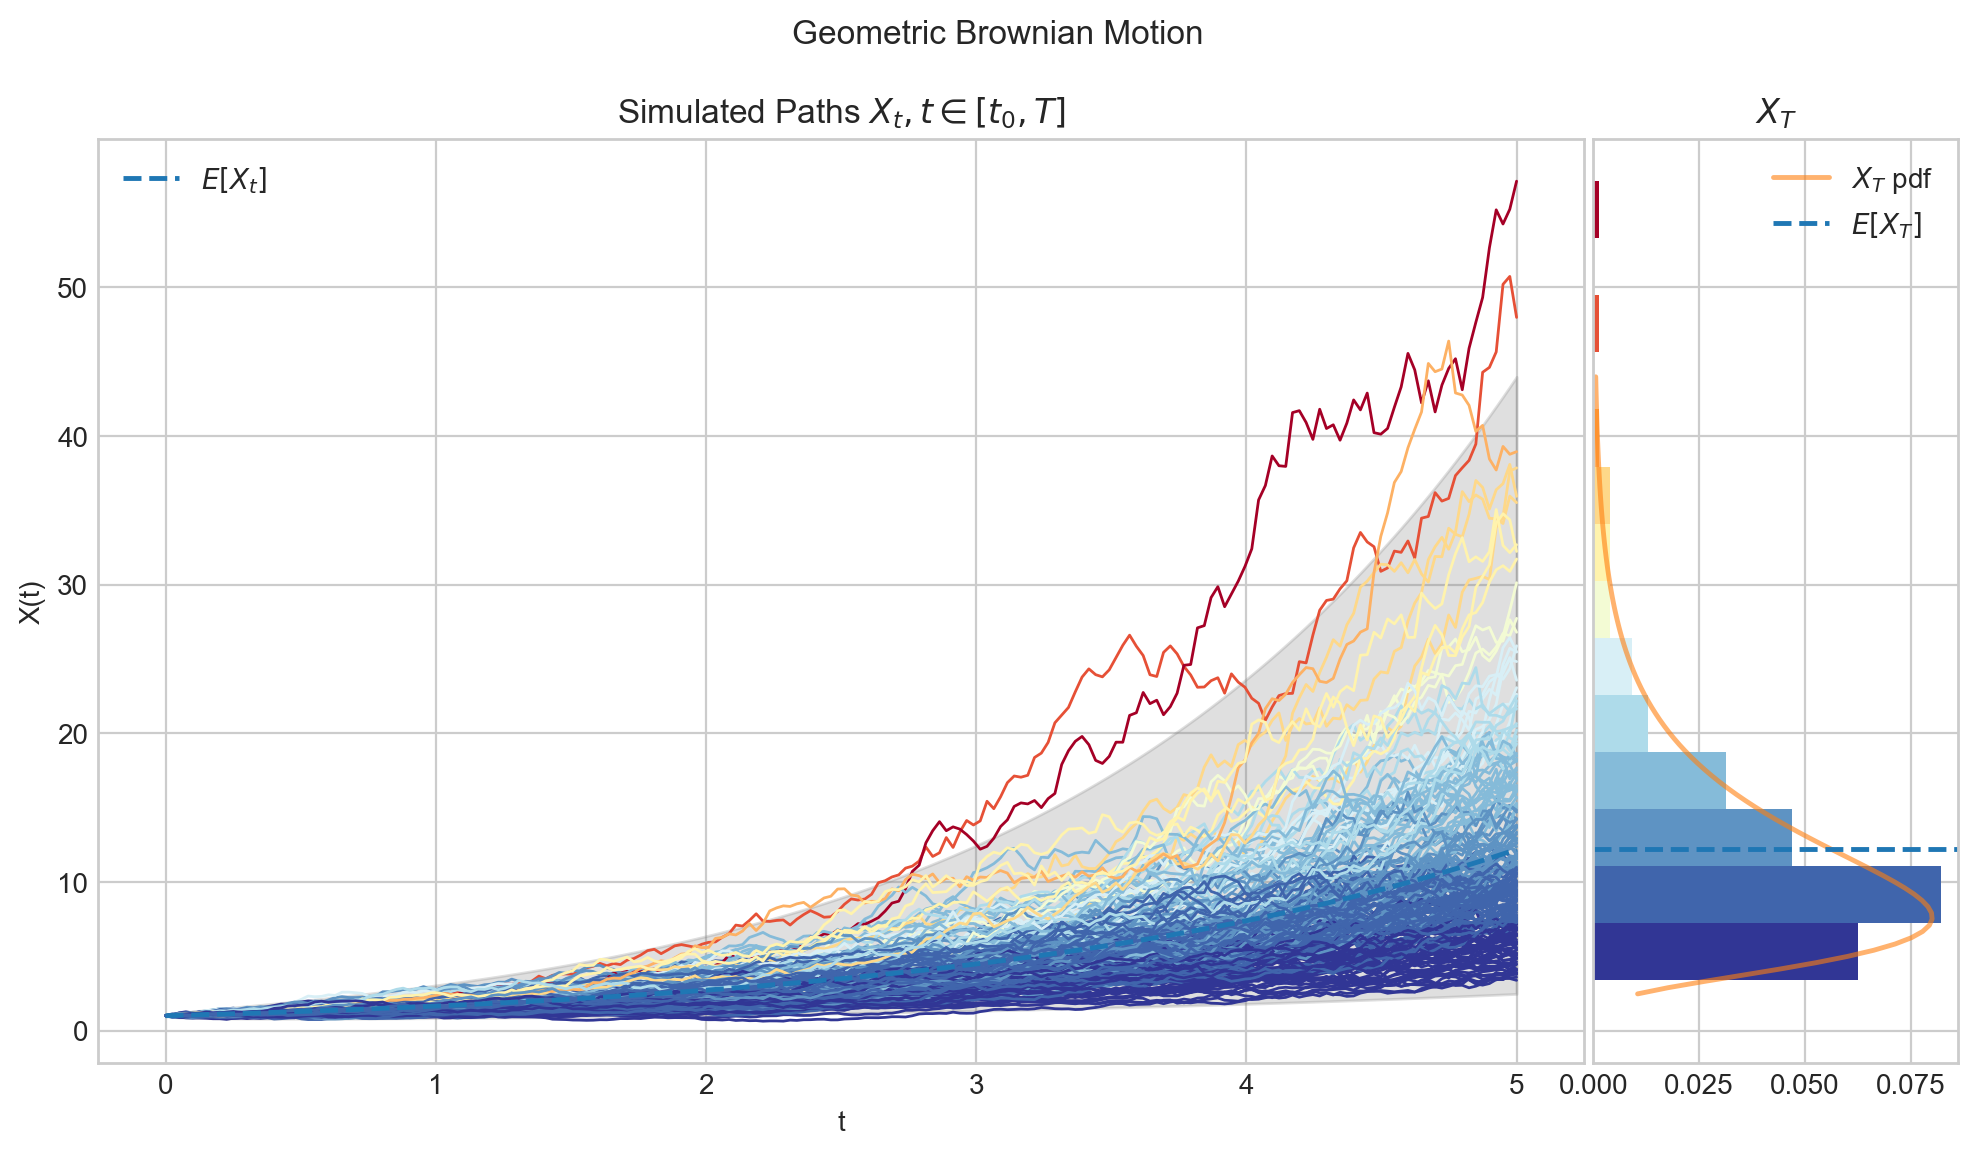 Geometric Brownian Motion
Simulated Paths $X_t, t \in [t_0, T]$
$X_T$
$E[X_t]$
$X_T$ pdf
$E[X_T]$
X(t)
50
40
30
20
10
0
0 1 2 3 4 5
0.000 0.025 0.050 0.075
t